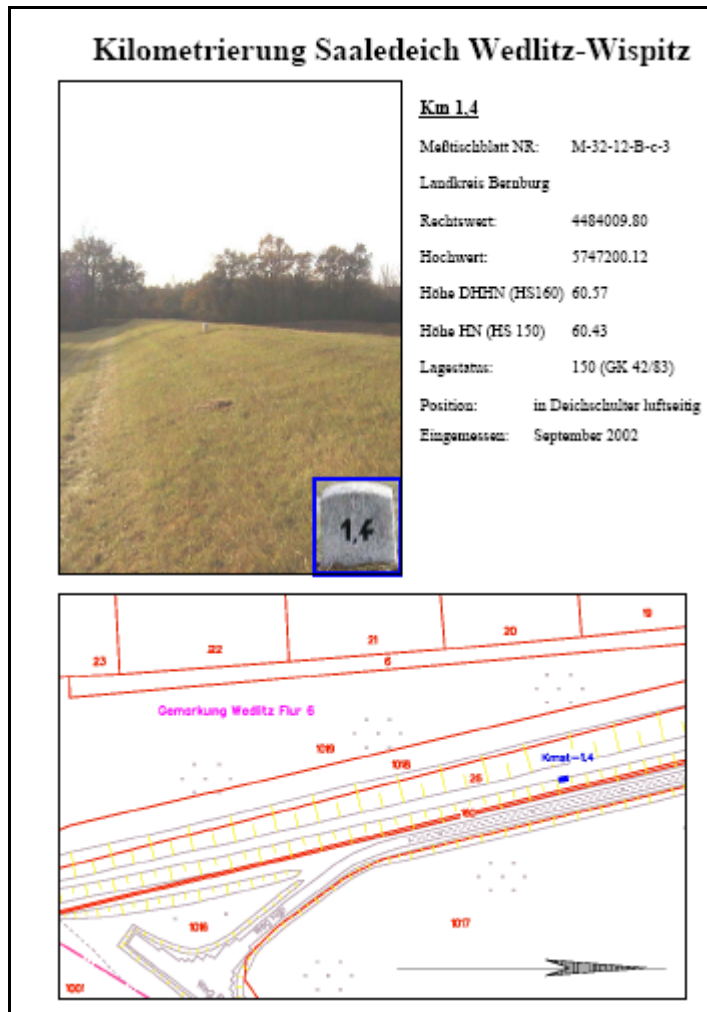 Kilometrierung Saaledeich Wedlitz-Wispitz
Km 1,4
Meßtischblatt NR: M-32-12-B-c-3
Landkreis Bernburg
Rechtswert: 4484009.80
Hochwert: 5747200.12
Höhe DHHN (HS160) 60.57
Höhe HN (HS 150) 60.43
Lagestatus: 150 (GK 42/83)
Position: in Deichschulter luftseitig
Eingemessen: September 2002
1,4
19
20
21
22
23
6
Gemarkung Wedlitz Flur 6
1019
1018
Kmst-1.4
26
1016
1017
1001